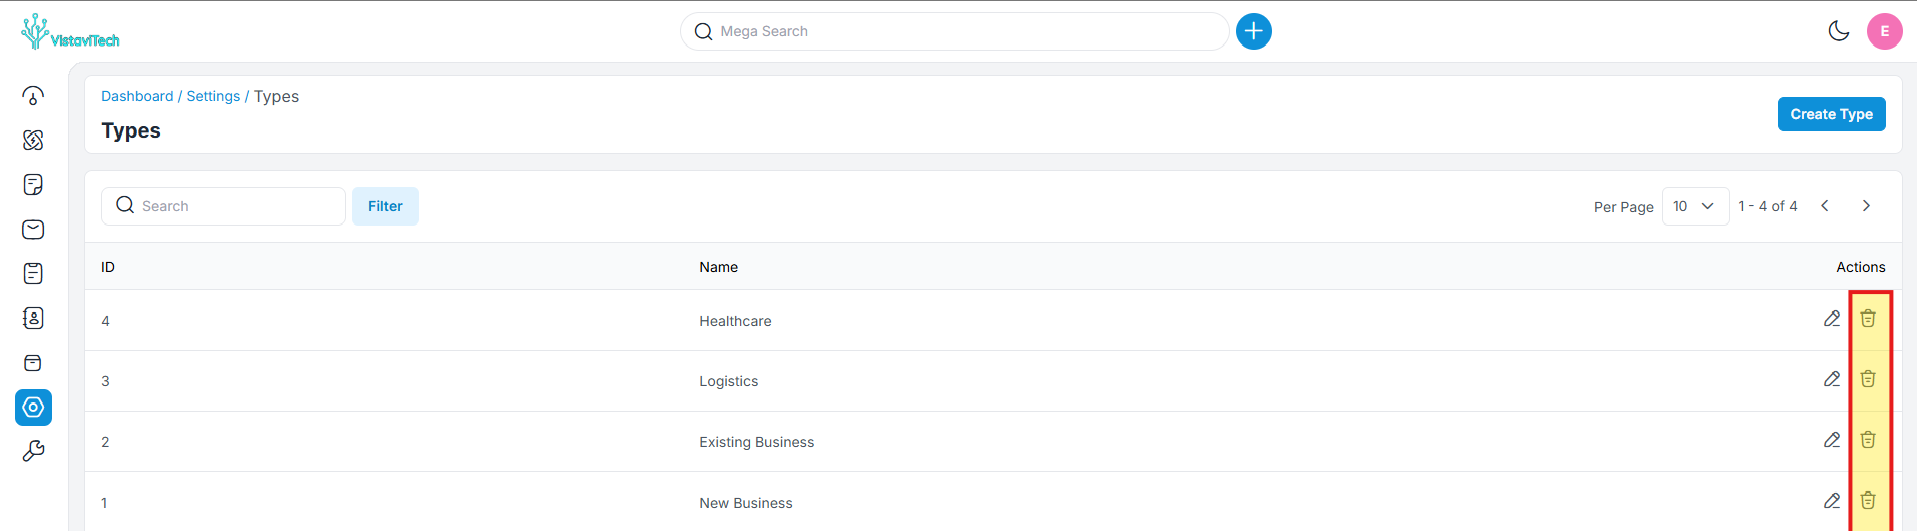 VistaviTech
Mega Search
E
Dashboard / Settings / Types
Types
Create Type
Search
Filter
Per Page 10 1 - 4 of 4
ID Name Actions
4 Healthcare
3 Logistics
2 Existing Business
1 New Business